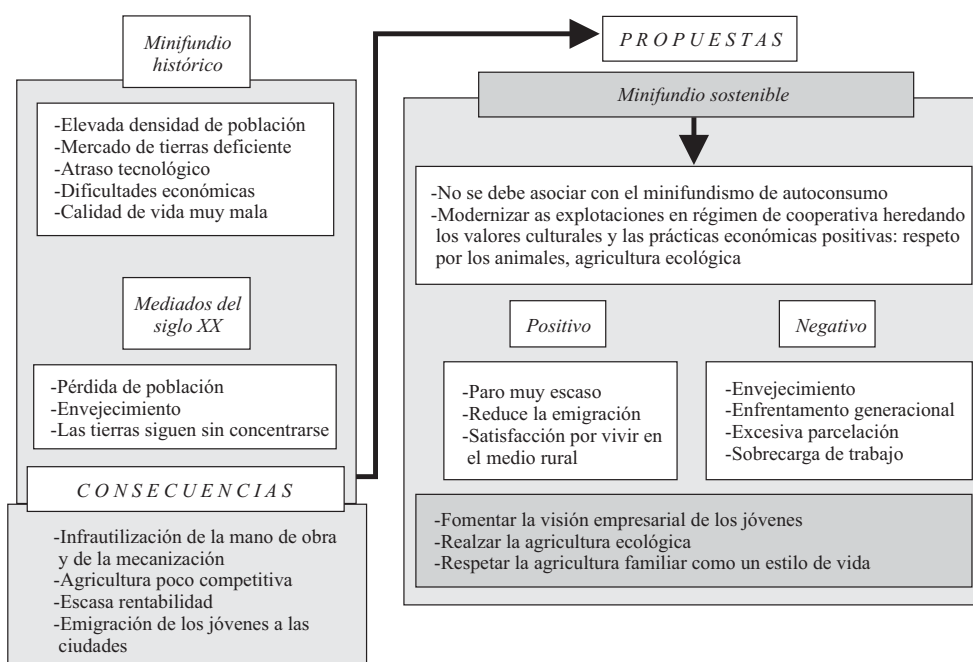 Minifundio
histórico
-Elevada densidad de población
-Mercado de tierras deficiente
-Atraso tecnológico
-Dificultades económicas
-Calidad de vida muy mala
Mediados del
siglo XX
-Pérdida de población
-Envejecimiento
-Las tierras siguen sin concentrarse
CONSECUENCIAS
-Infrautilización de la mano de obra
y de la mecanización
-Agricultura poco competitiva
-Escasa rentabilidad
-Emigración de los jóvenes a las
ciudades
PROPUESTAS
Minifundio sostenible
-No se debe asociar con el minifundismo de autoconsumo
-Modernizar as explotaciones en régimen de cooperativa heredando
los valores culturales y las prácticas económicas positivas: respeto
por los animales, agricultura ecológica
Positivo
-Paro muy escaso
-Reduce la emigración
-Satisfacción por vivir en
el medio rural
Negativo
-Envejecimiento
-Enfrentamento generacional
-Excesiva parcelación
-Sobrecarga de trabajo
-Fomentar la visión empresarial de los jóvenes
-Realzar la agricultura ecológica
-Respetar la agricultura familiar como un estilo de vida